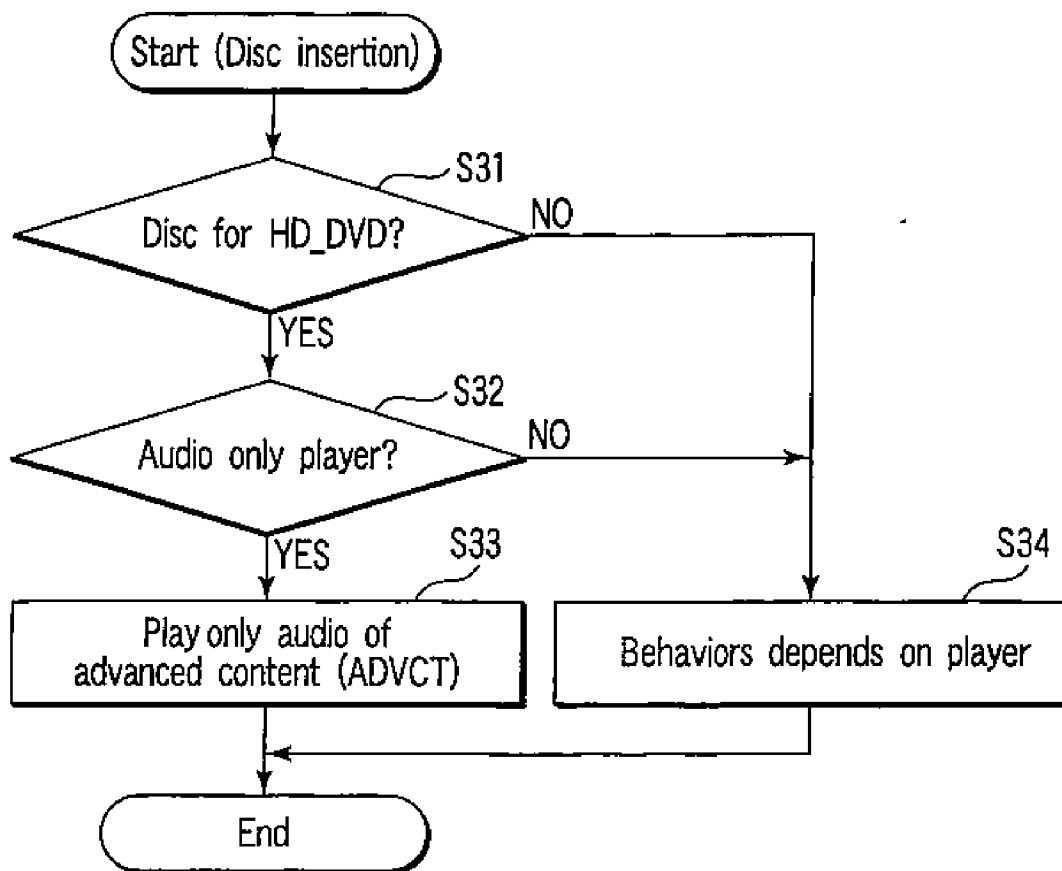 Start (Disc insertion)
S31
Disc for HD_DVD?
NO
YES
S32
Audio only player?
NO
YES
S33
S34
Play only audio of
advanced content (ADVCT)
Behaviors depends on player
End